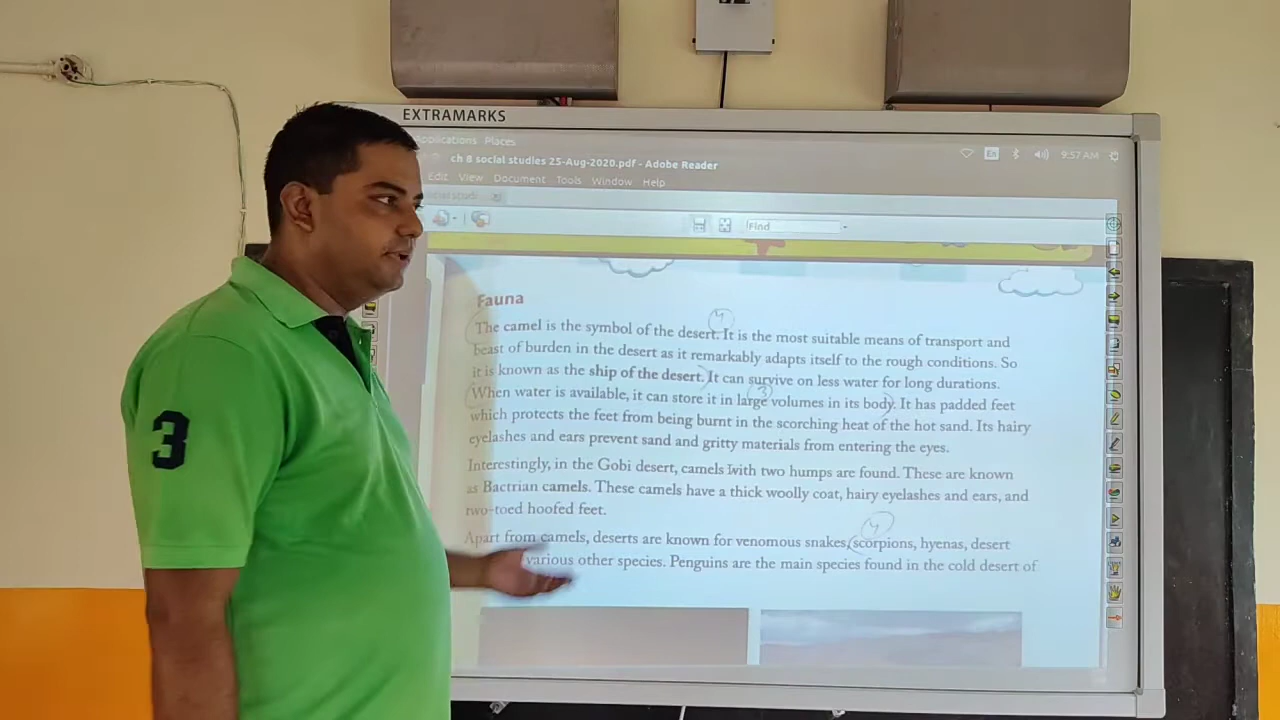 EXTRAMARKS
Applications Places
9:57 AM
En
ch 8 social studies 25-Aug-2020.pdf - Adobe Reader
Edit View Document Tools Window Help
Find
Fauna
The camel is the symbol of the desert. It is the most suitable means of transport and
beast of burden in the desert as it remarkably adapts itself to the rough conditions. So
it is known as the ship of the desert. It can survive on less water for long durations.
When water is available, it can store it in large volumes in its body. It has padded feet
which protects the feet from being burnt in the scorching heat of the hot sand. Its hairy
eyelashes and ears prevent sand and gritty materials from entering the eyes.
Interestingly, in the Gobi desert, camels with two humps are found. These are known
as Bactrian camels. These camels have a thick woolly coat, hairy eyelashes and ears, and
two-toed hoofed feet.
Apart from camels, deserts are known for venomous snakes, scorpions, hyenas, desert
various other species. Penguins are the main species found in the cold desert of
3